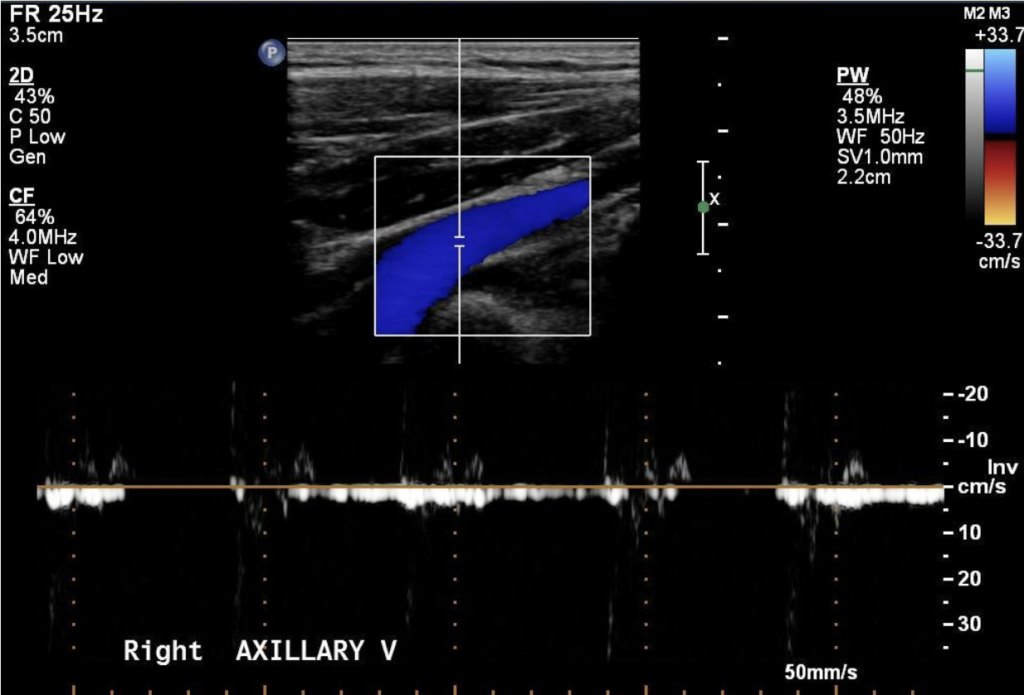 FR 25Hz
3.5cm
2D
43%
C 50
P Low
Gen
CF
64%
4.0MHz
WF Low
Med
P
PW
48%
3.5MHz
WF 50Hz
SV1.0mm
2.2cm
M2 M3
+33.7
-33.7
cm/s
x
-20
-10
Inv
cm/s
10
20
30
Right AXILLARY V
50mm/s